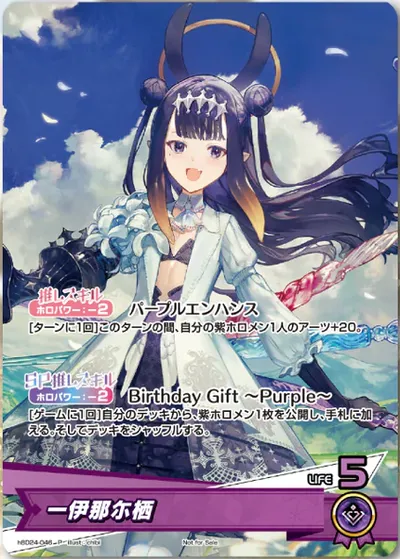 推しスキル
ホロパワー：－2
パープルエンハンス
[ターンに1回]このターンの間、自分の紫ホロメン1人のアーツ+20。
SP推しスキル
ホロパワー：－2
Birthday Gift ～Purple～
[ゲームに1回]自分のデッキから、紫ホロメン1枚を公開し、手札に加
える。そしてデッキをシャッフルする。
LIFE 5
一伊那尓栖
hSD24-046 P Illust:
Not for Sale